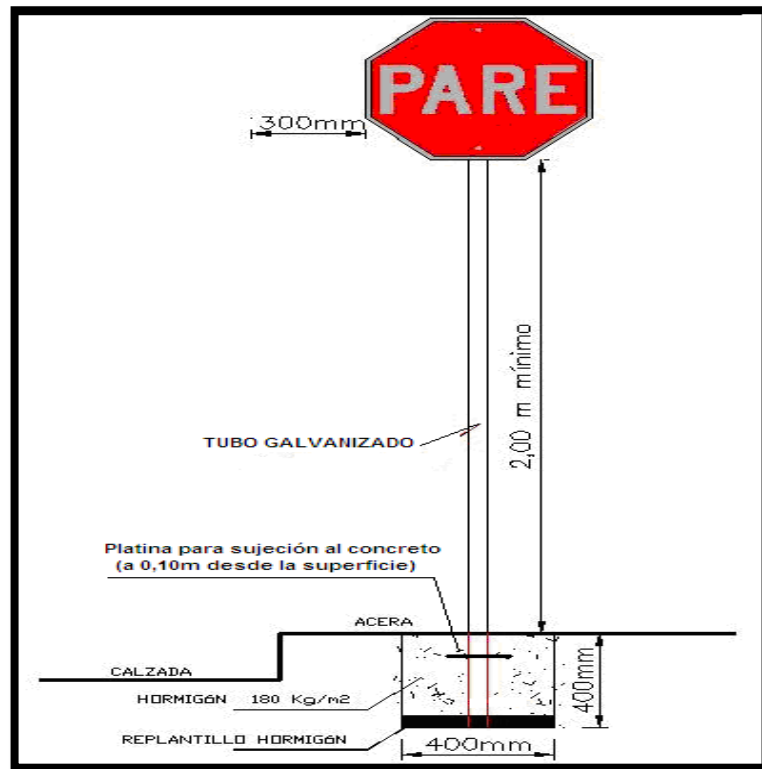 PARE
300mm
2,00 m mínimo
TUBO GALVANIZADO
Platina para sujeción al concreto
(a 0,10m desde la superficie)
ACERA
CALZADA
HORMIGóN 180 Kg/m2
400mm
REPLANTILLO HORMIGóN
400mm